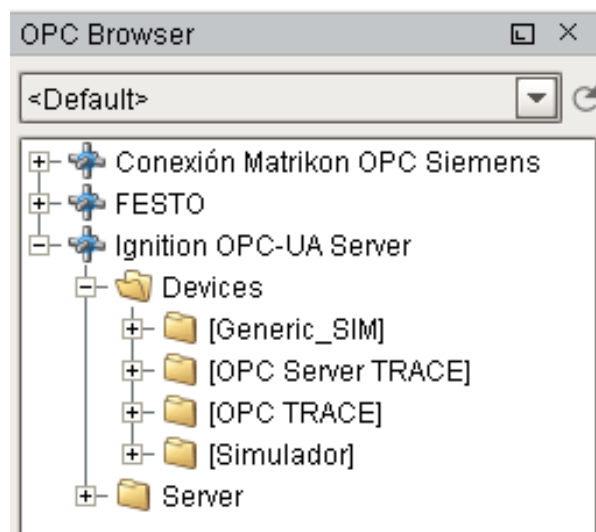 OPC Browser
<Default>
Conexión Matrikon OPC Siemens
FESTO
Ignition OPC-UA Server
Devices
[Generic_SIM]
[OPC Server TRACE]
[OPC TRACE]
[Simulador]
Server